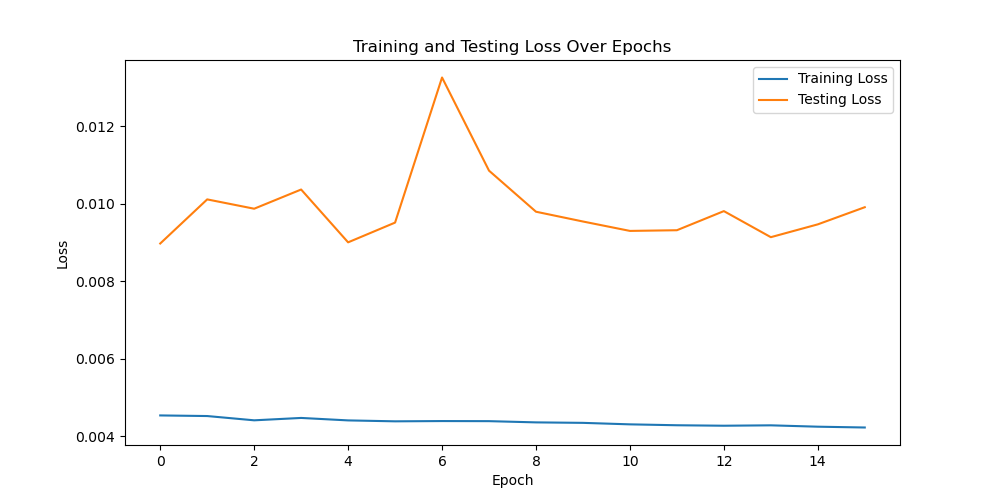 Training and Testing Loss Over Epochs
Training Loss
Testing Loss
0.012
0.010
0.008
0.006
0.004
Loss
0 2 4 6 8 10 12 14
Epoch